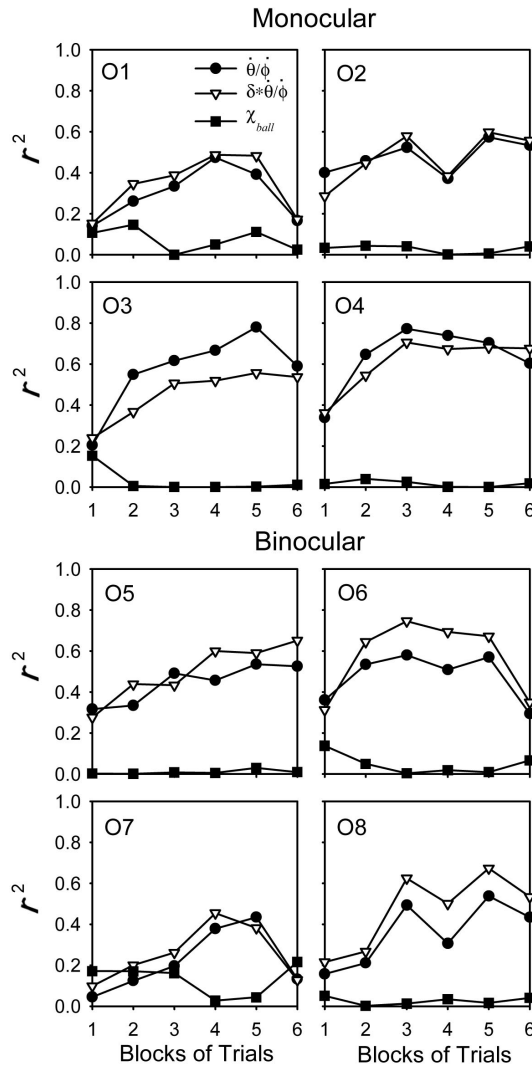 Monocular
O1 O2
θ̇/φ̇
δ*θ̇/φ̇
χball
r²
1.0
0.8
0.6
0.4
0.2
0.0
O3 O4
r²
1.0
0.8
0.6
0.4
0.2
0.0
1 2 3 4 5 6 1 2 3 4 5 6
Binocular
O5 O6
r²
1.0
0.8
0.6
0.4
0.2
0.0
O7 O8
r²
1.0
0.8
0.6
0.4
0.2
0.0
1 2 3 4 5 6 1 2 3 4 5 6
Blocks of Trials Blocks of Trials